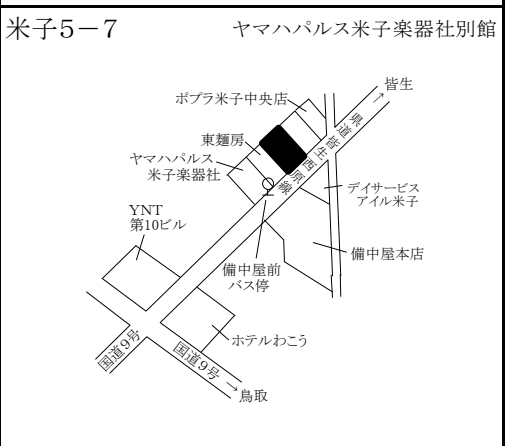 米子5－7
ヤマハパルス米子楽器社別館
皆生
ポプラ米子中央店
県道皆生西原線
東麺房
ヤマハパルス
米子楽器社
デイサービス
アイル米子
YNT
第10ビル
備中屋本店
備中屋前
バス停
ホテルわこう
国道9号
国道9号
鳥取